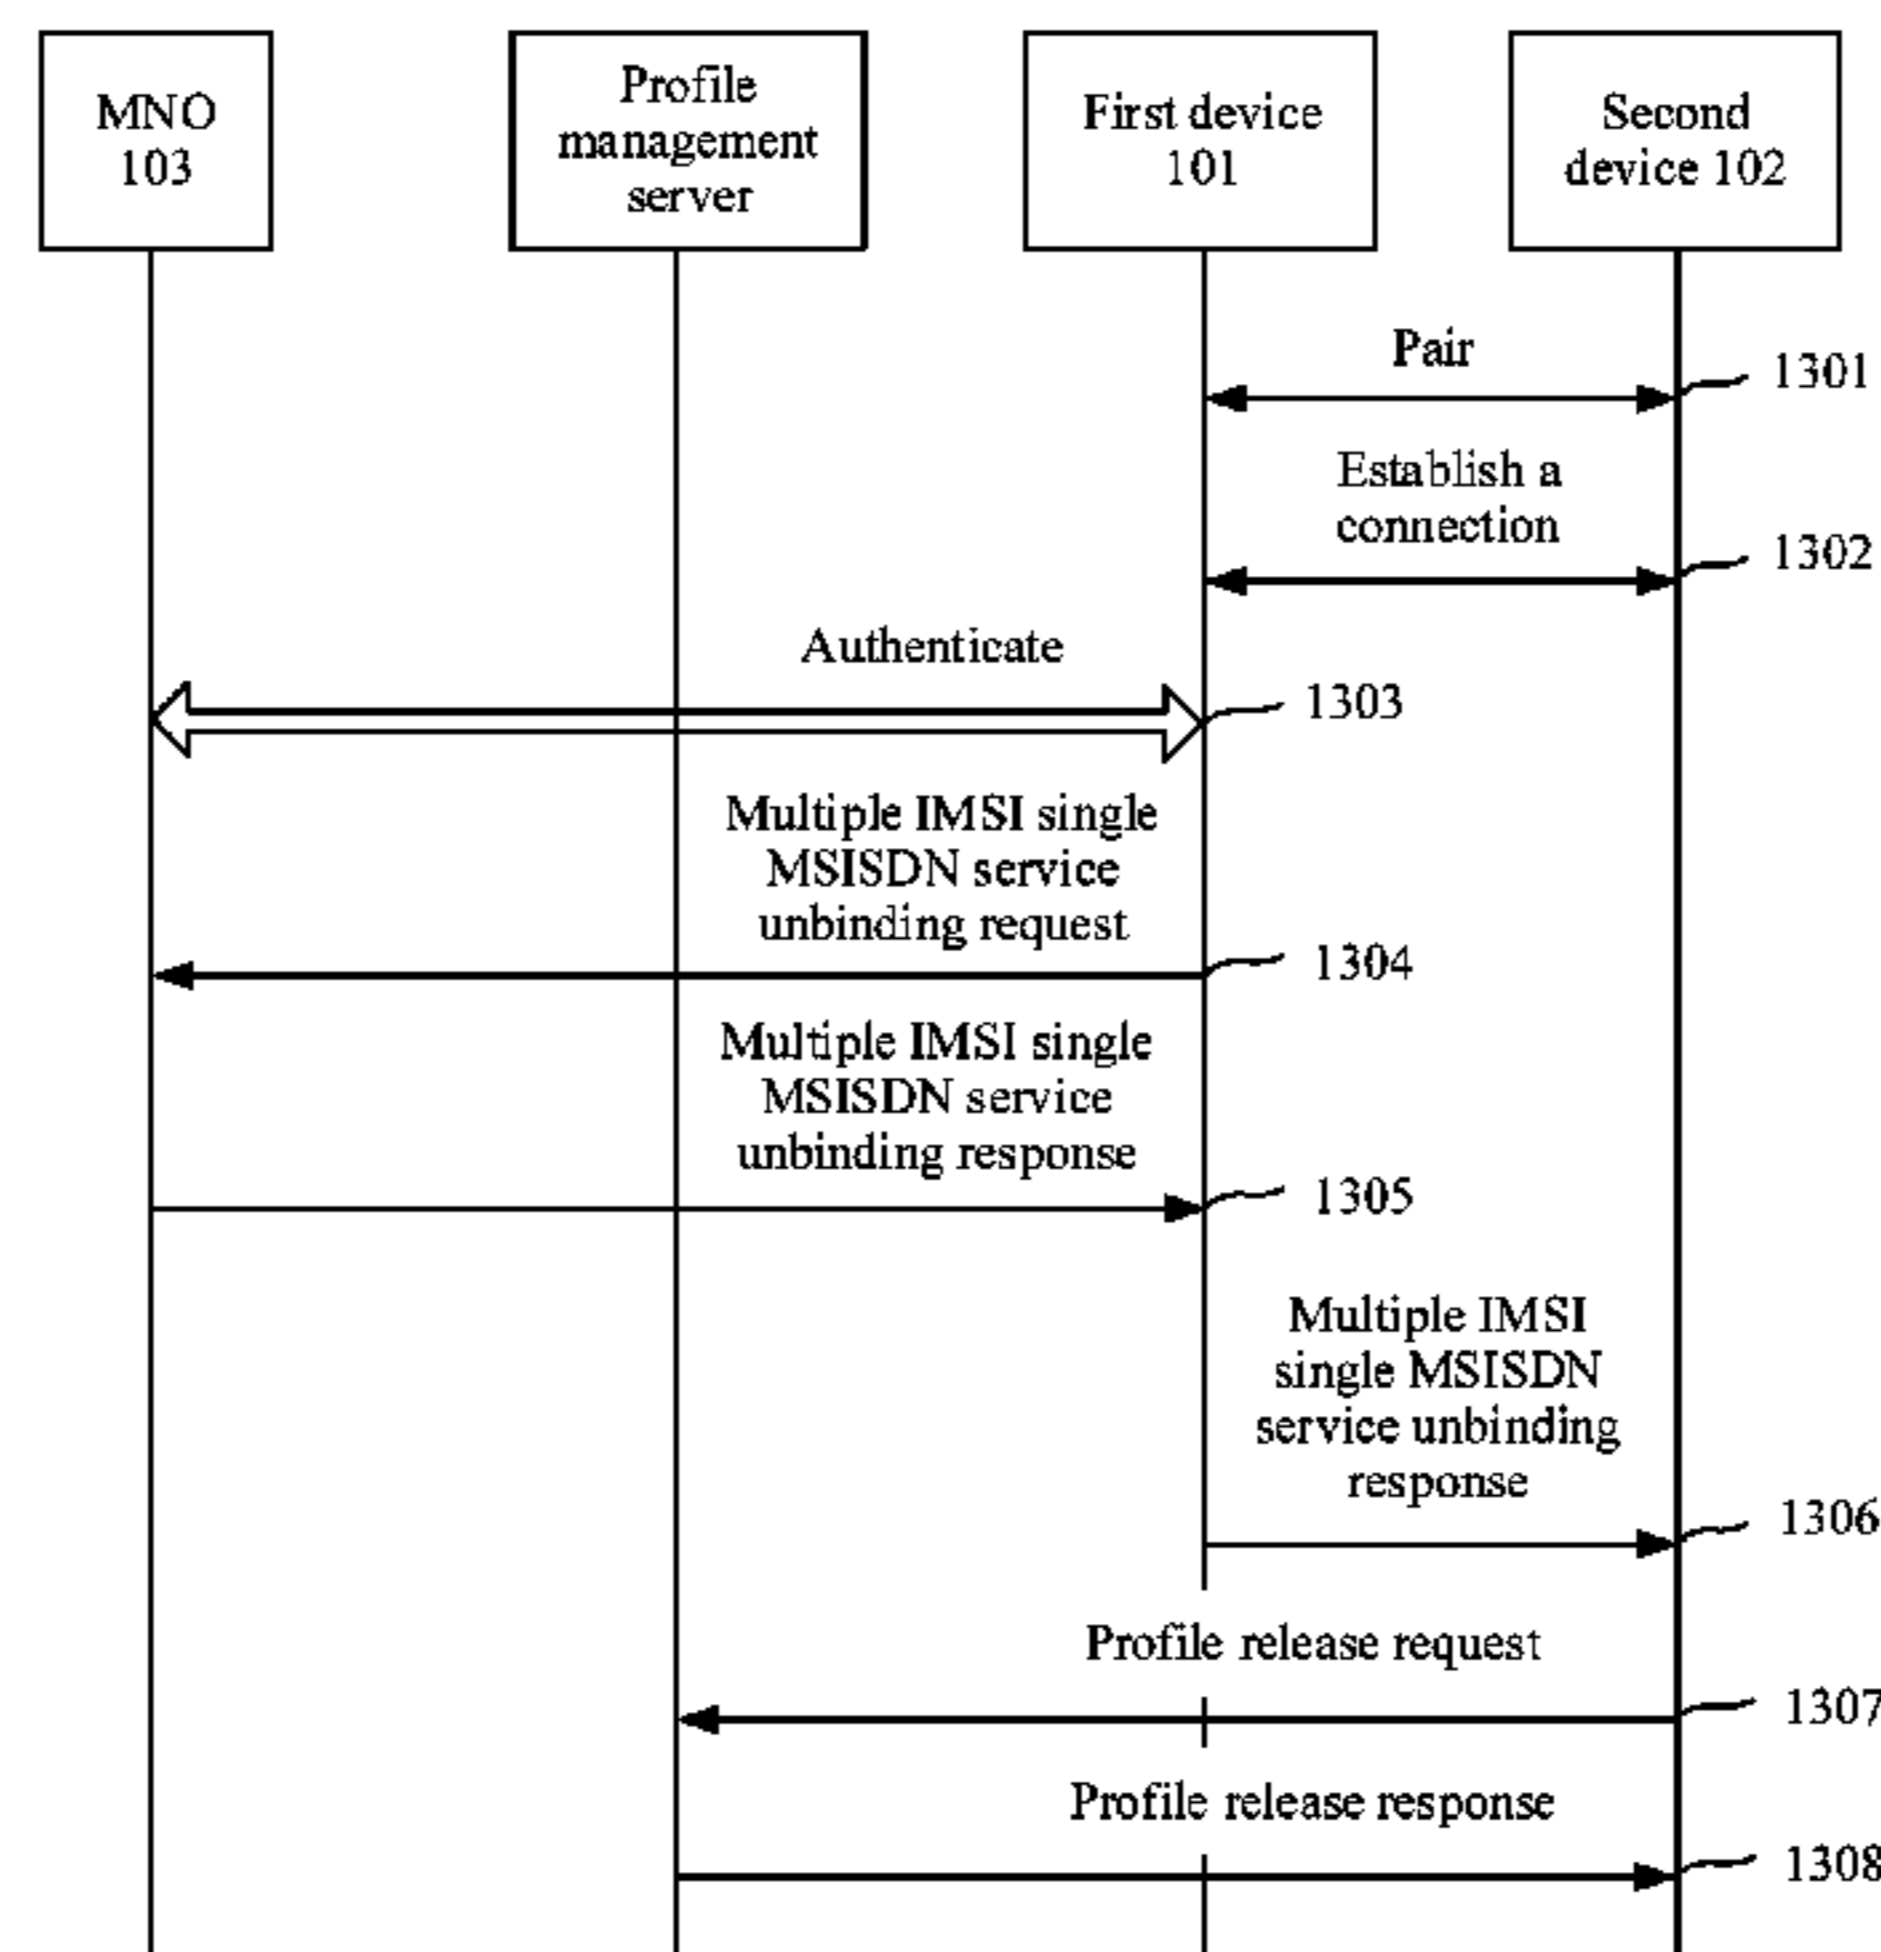 MNO
103
Profile
management
server
First device
101
Second
device 102
Pair
1301
Establish a
connection
1302
Authenticate
1303
Multiple IMSI single
MSISDN service
unbinding request
1304
Multiple IMSI single
MSISDN service
unbinding response
1305
Multiple IMSI
single MSISDN
service unbinding
response
1306
Profile release request
1307
Profile release response
1308